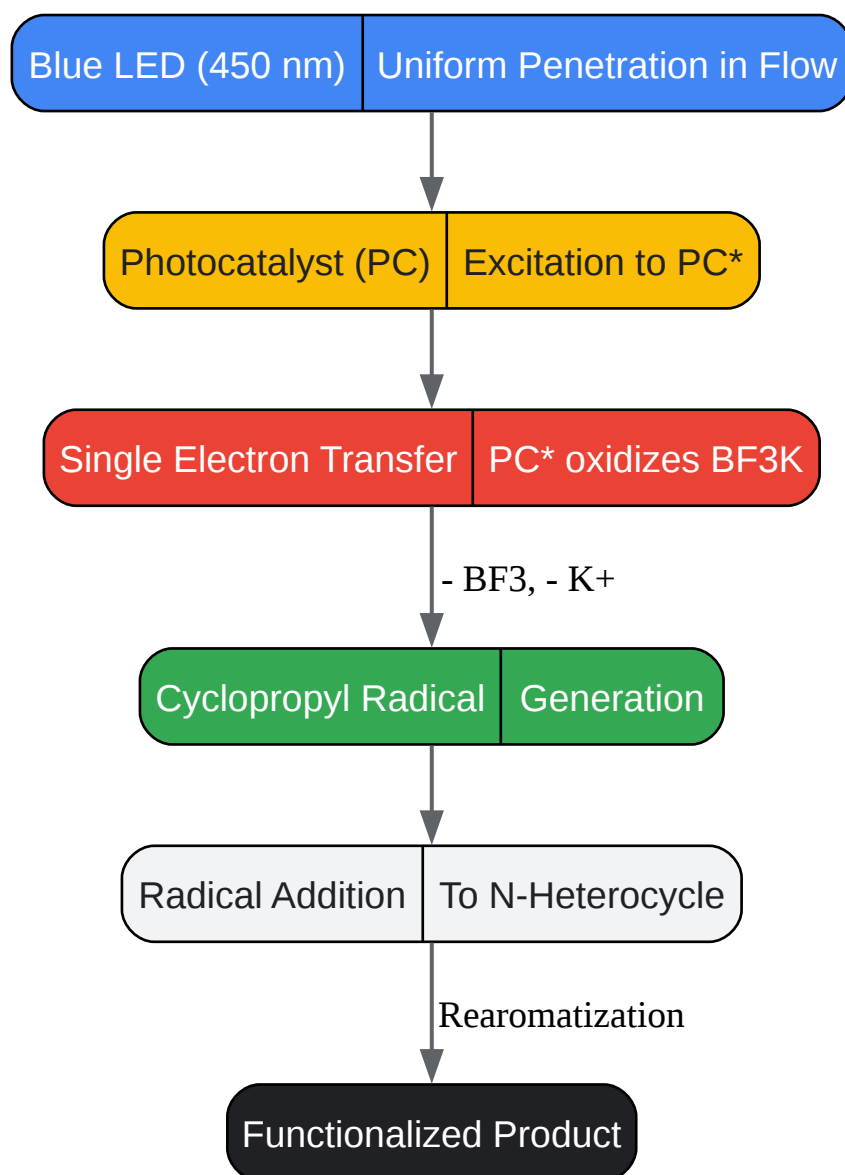 Blue LED (450 nm)
Uniform Penetration in Flow
Photocatalyst (PC)
Excitation to PC*
Single Electron Transfer
PC* oxidizes BF3K
- BF3, - K+
Cyclopropyl Radical
Generation
Radical Addition
To N-Heterocycle
Rearomatization
Functionalized Product